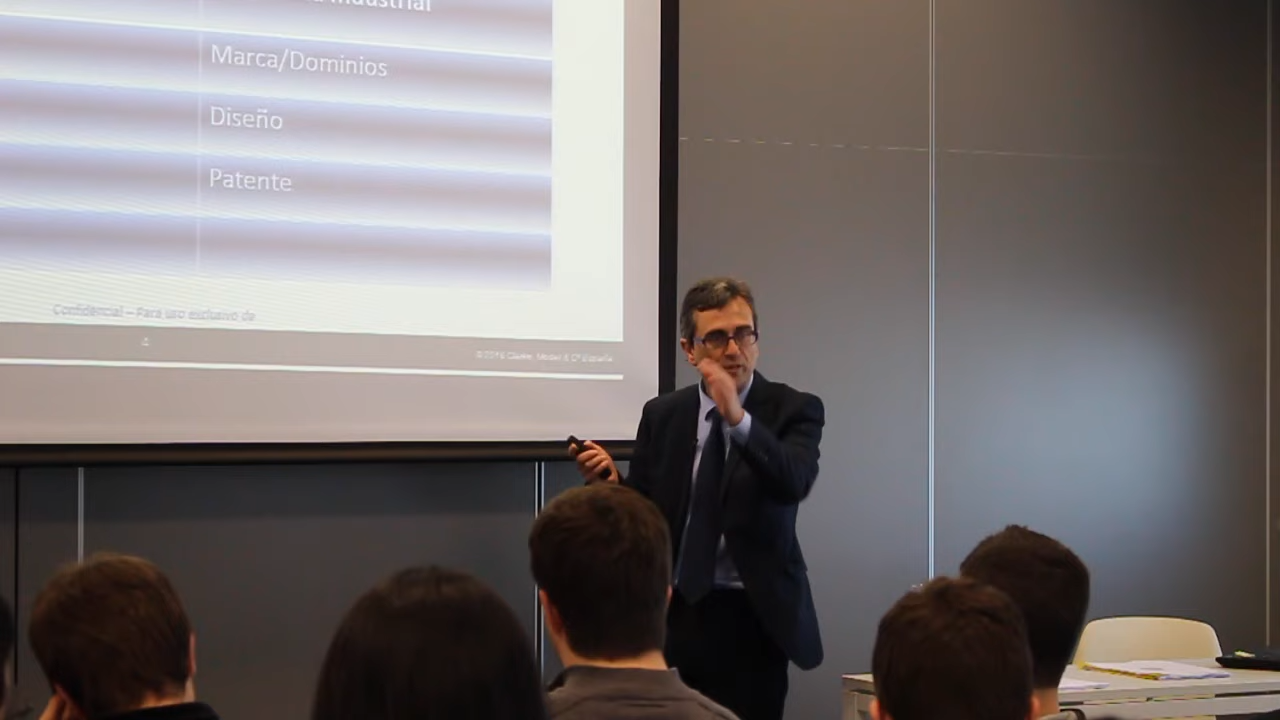 Industrial
Marca/Dominios
Diseño
Patente
Confidencial – Para uso exclusivo de
4